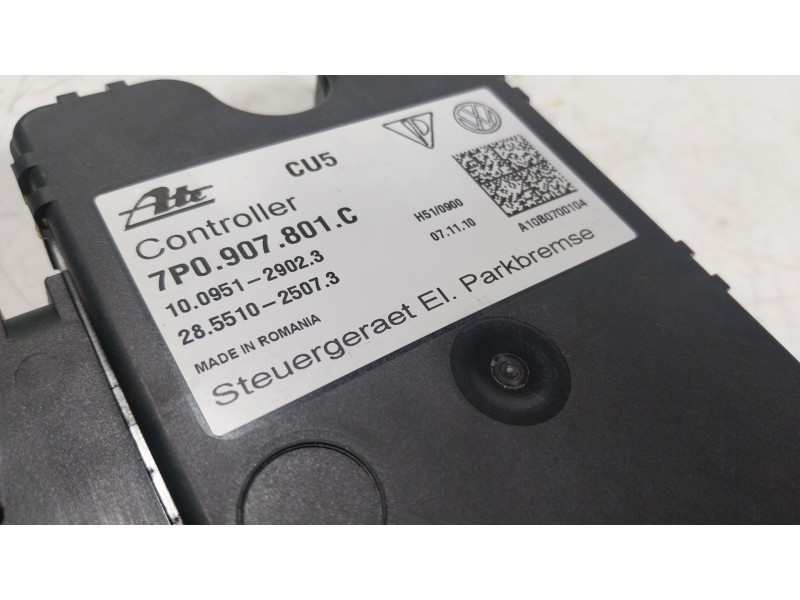 Ate
CU5
VW
Controller
7P0.907.801.C
H51/0900
10.0951-2902.3
07.11.10
28.5510-2507.3
A10B0700104
MADE IN ROMANIA
Steuergeraet El. Parkbremse